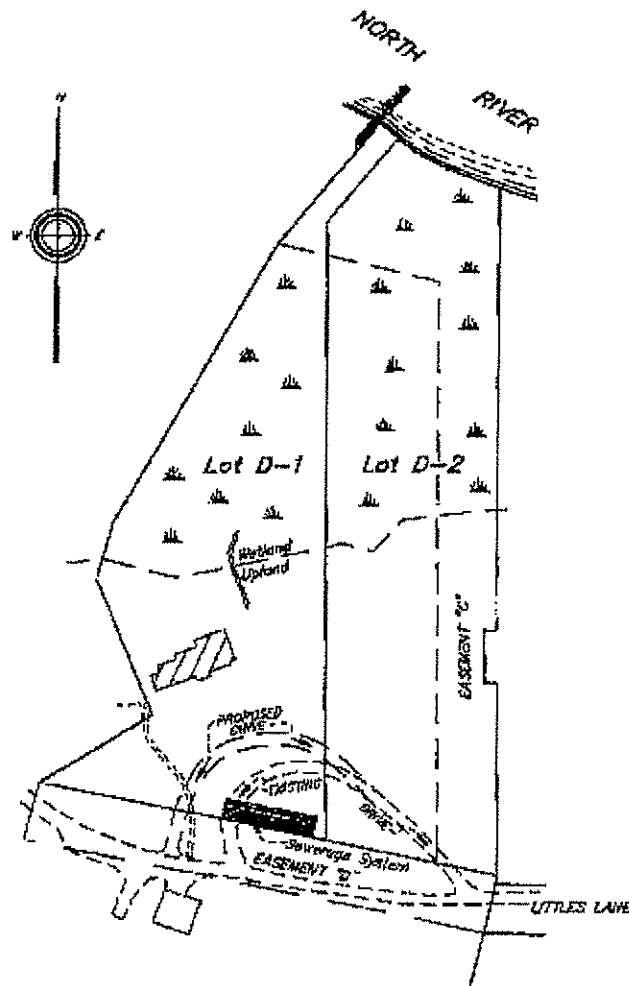 NORTH
RIVER
N
W E
Lot D-1
Lot D-2
Wetland
Upland
EASEMENT "C"
PROPOSED
DRIVE
EXISTING
DRIVE
Sewerage System
EASEMENT
LITTLES LANE